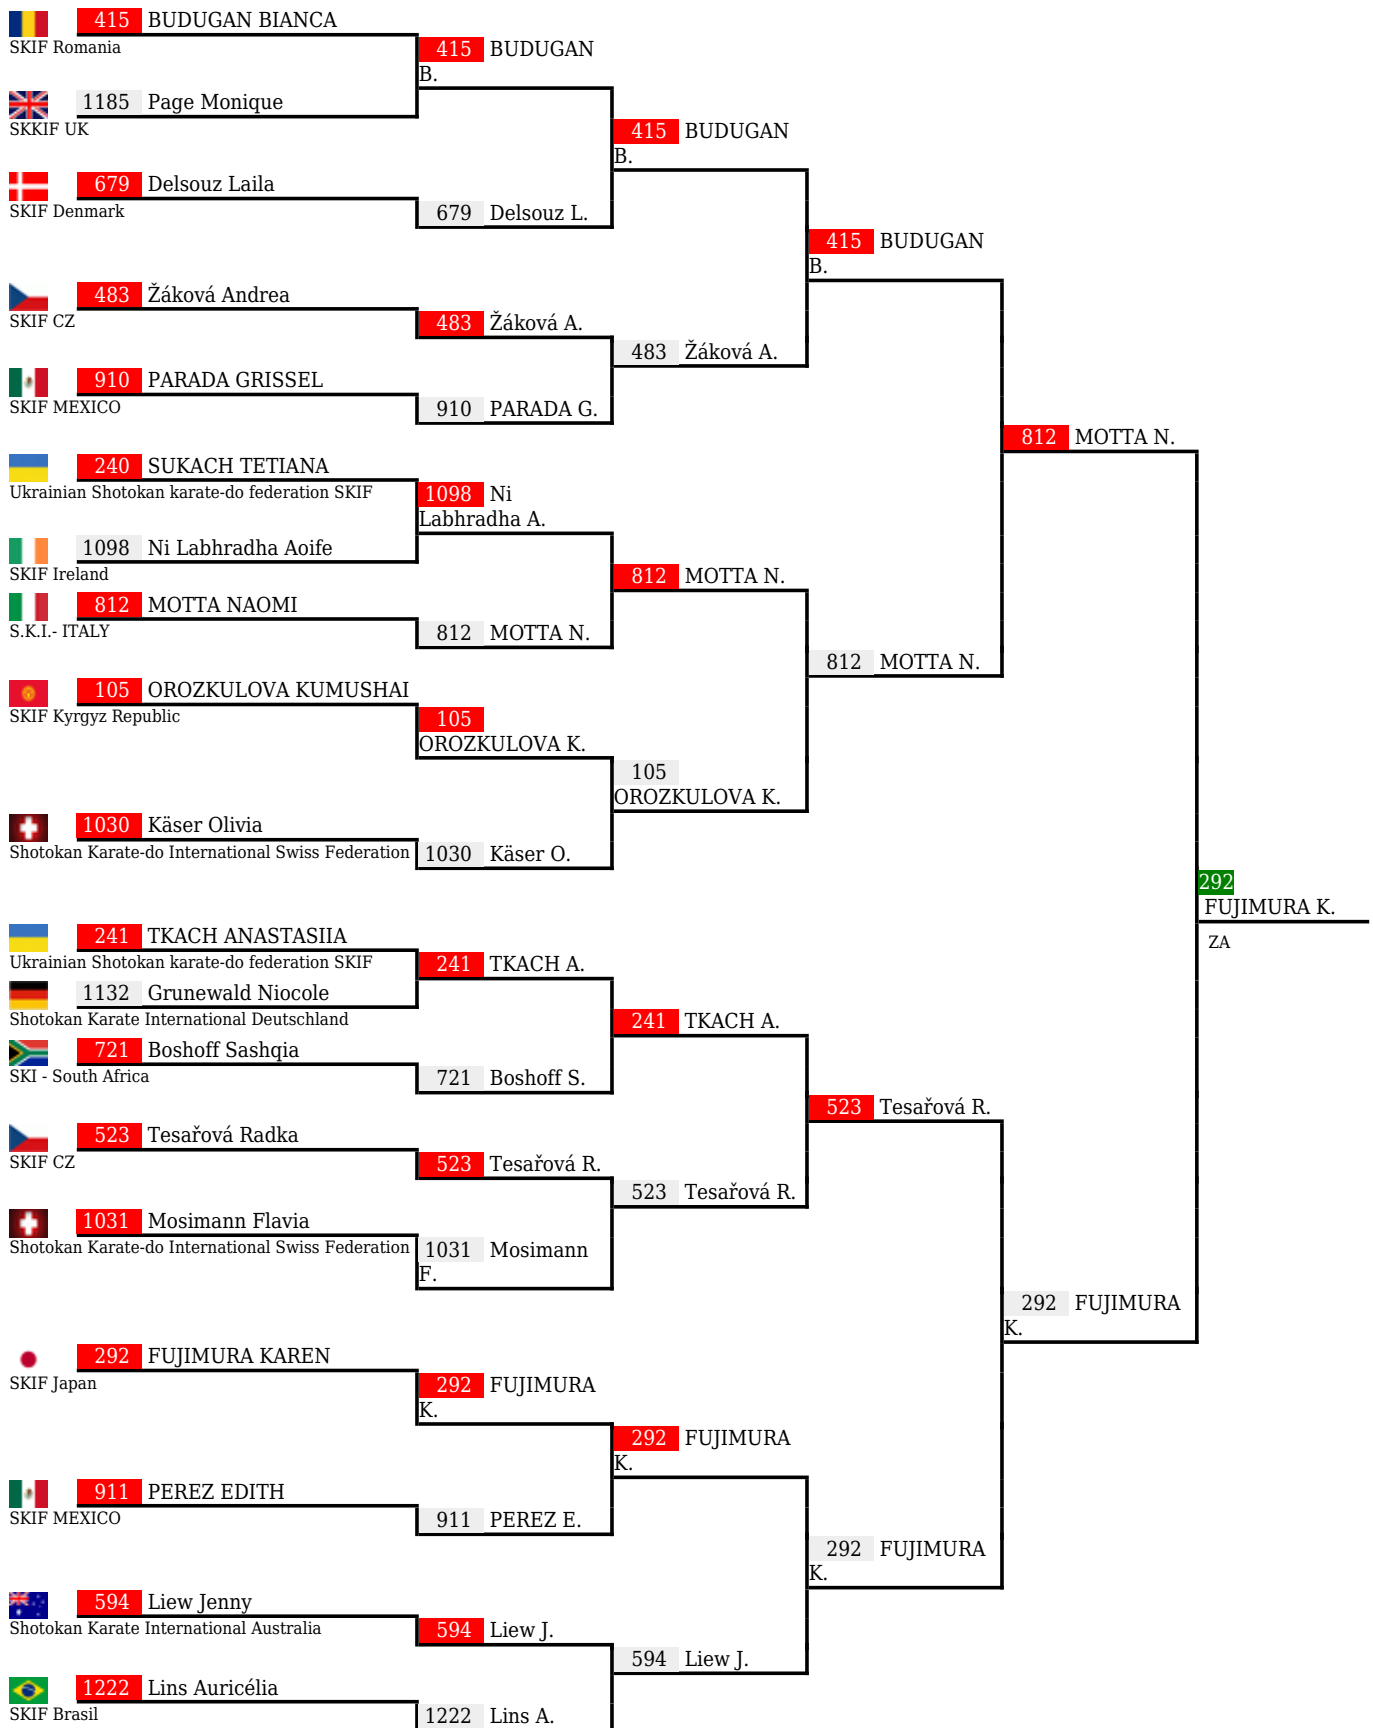 415 BUDUGAN BIANCA
SKIF Romania
415 BUDUGAN
B.
1185 Page Monique
SKKIF UK
415 BUDUGAN
B.
679 Delsouz Laila
SKIF Denmark
679 Delsouz L.
415 BUDUGAN
B.
483 Žáková Andrea
SKIF CZ
483 Žáková A.
483 Žáková A.
910 PARADA GRISSEL
SKIF MEXICO
910 PARADA G.
812 MOTTA N.
240 SUKACH TETIANA
Ukrainian Shotokan karate-do federation SKIF
1098 Ni
Labhradha A.
1098 Ni Labhradha Aoife
SKIF Ireland
812 MOTTA N.
812 MOTTA NAOMI
S.K.I.- ITALY
812 MOTTA N.
812 MOTTA N.
105 OROZKULOVA KUMUSHAI
SKIF Kyrgyz Republic
105
OROZKULOVA K.
105
OROZKULOVA K.
1030 Käser Olivia
Shotokan Karate-do International Swiss Federation
1030 Käser O.
292
FUJIMURA K.
ZA
241 TKACH ANASTASIIA
Ukrainian Shotokan karate-do federation SKIF
241 TKACH A.
1132 Grunewald Niocole
Shotokan Karate International Deutschland
241 TKACH A.
721 Boshoff Sashqia
SKI - South Africa
721 Boshoff S.
523 Tesařová R.
523 Tesařová Radka
SKIF CZ
523 Tesařová R.
523 Tesařová R.
1031 Mosimann Flavia
Shotokan Karate-do International Swiss Federation
1031 Mosimann
F.
292 FUJIMURA
K.
292 FUJIMURA KAREN
SKIF Japan
292 FUJIMURA
K.
292 FUJIMURA
K.
911 PEREZ EDITH
SKIF MEXICO
911 PEREZ E.
292 FUJIMURA
K.
594 Liew Jenny
Shotokan Karate International Australia
594 Liew J.
594 Liew J.
1222 Lins Auricélia
SKIF Brasil
1222 Lins A.